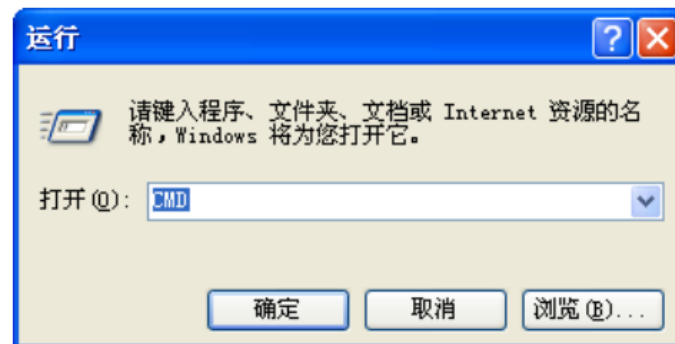 运行
请键入程序、文件夹、文档或 Internet 资源的名
称,Windows 将为您打开它。
打开(O): CMD
确定 取消 浏览(B)...